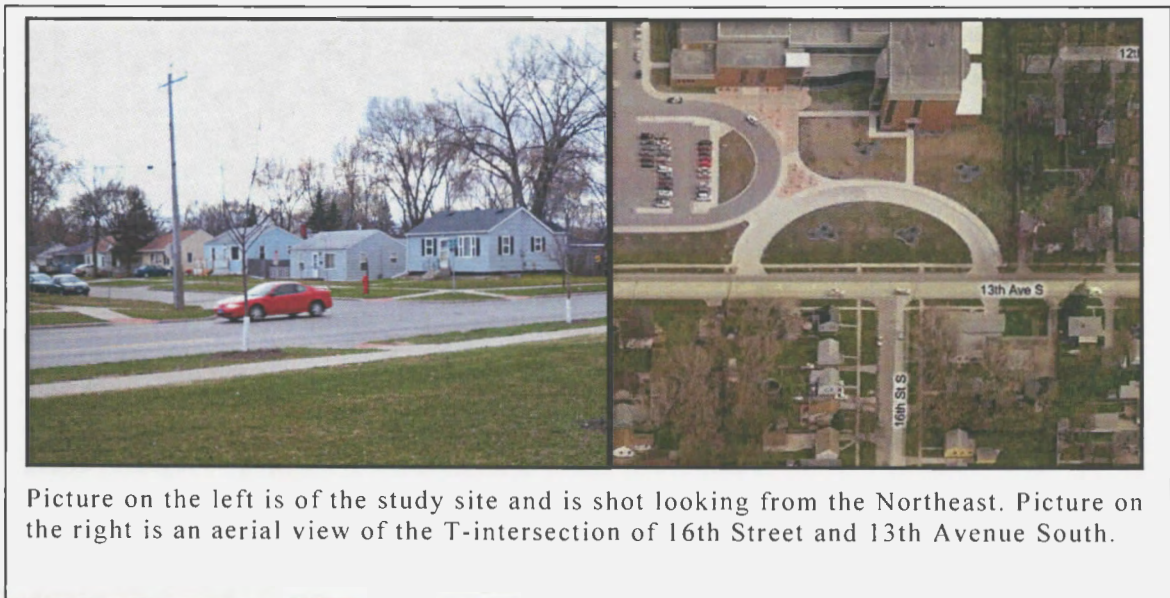 12t
13th Ave S
16th St S
Picture on the left is of the study site and is shot looking from the Northeast. Picture on
the right is an aerial view of the T-intersection of 16th Street and 13th Avenue South.